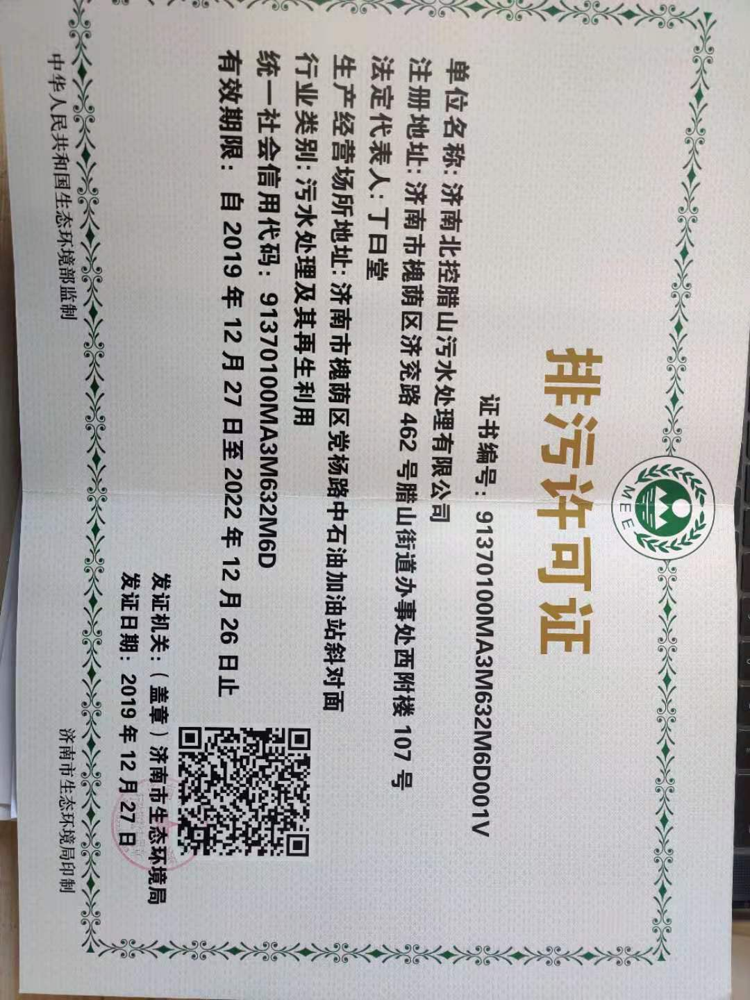 MEE
排污许可证
证书编号：91370100MA3M632M6D001V
单位名称：济南北控腊山污水处理有限公司
注册地址：济南市槐荫区济兖路 462 号腊山街道办事处西附楼 107 号
法定代表人：丁曰堂
生产经营场所地址：济南市槐荫区党杨路中石油加油站斜对面
行业类别：污水处理及其再生利用
统一社会信用代码：91370100MA3M632M6D
有效期限： 自 2019 年 12 月 27 日至 2022 年 12 月 26 日止
发证机关：（盖章）济南市生态环境局
发证日期： 2019 年 12 月 27 日
中华人民共和国生态环境部监制
济南市生态环境局印制